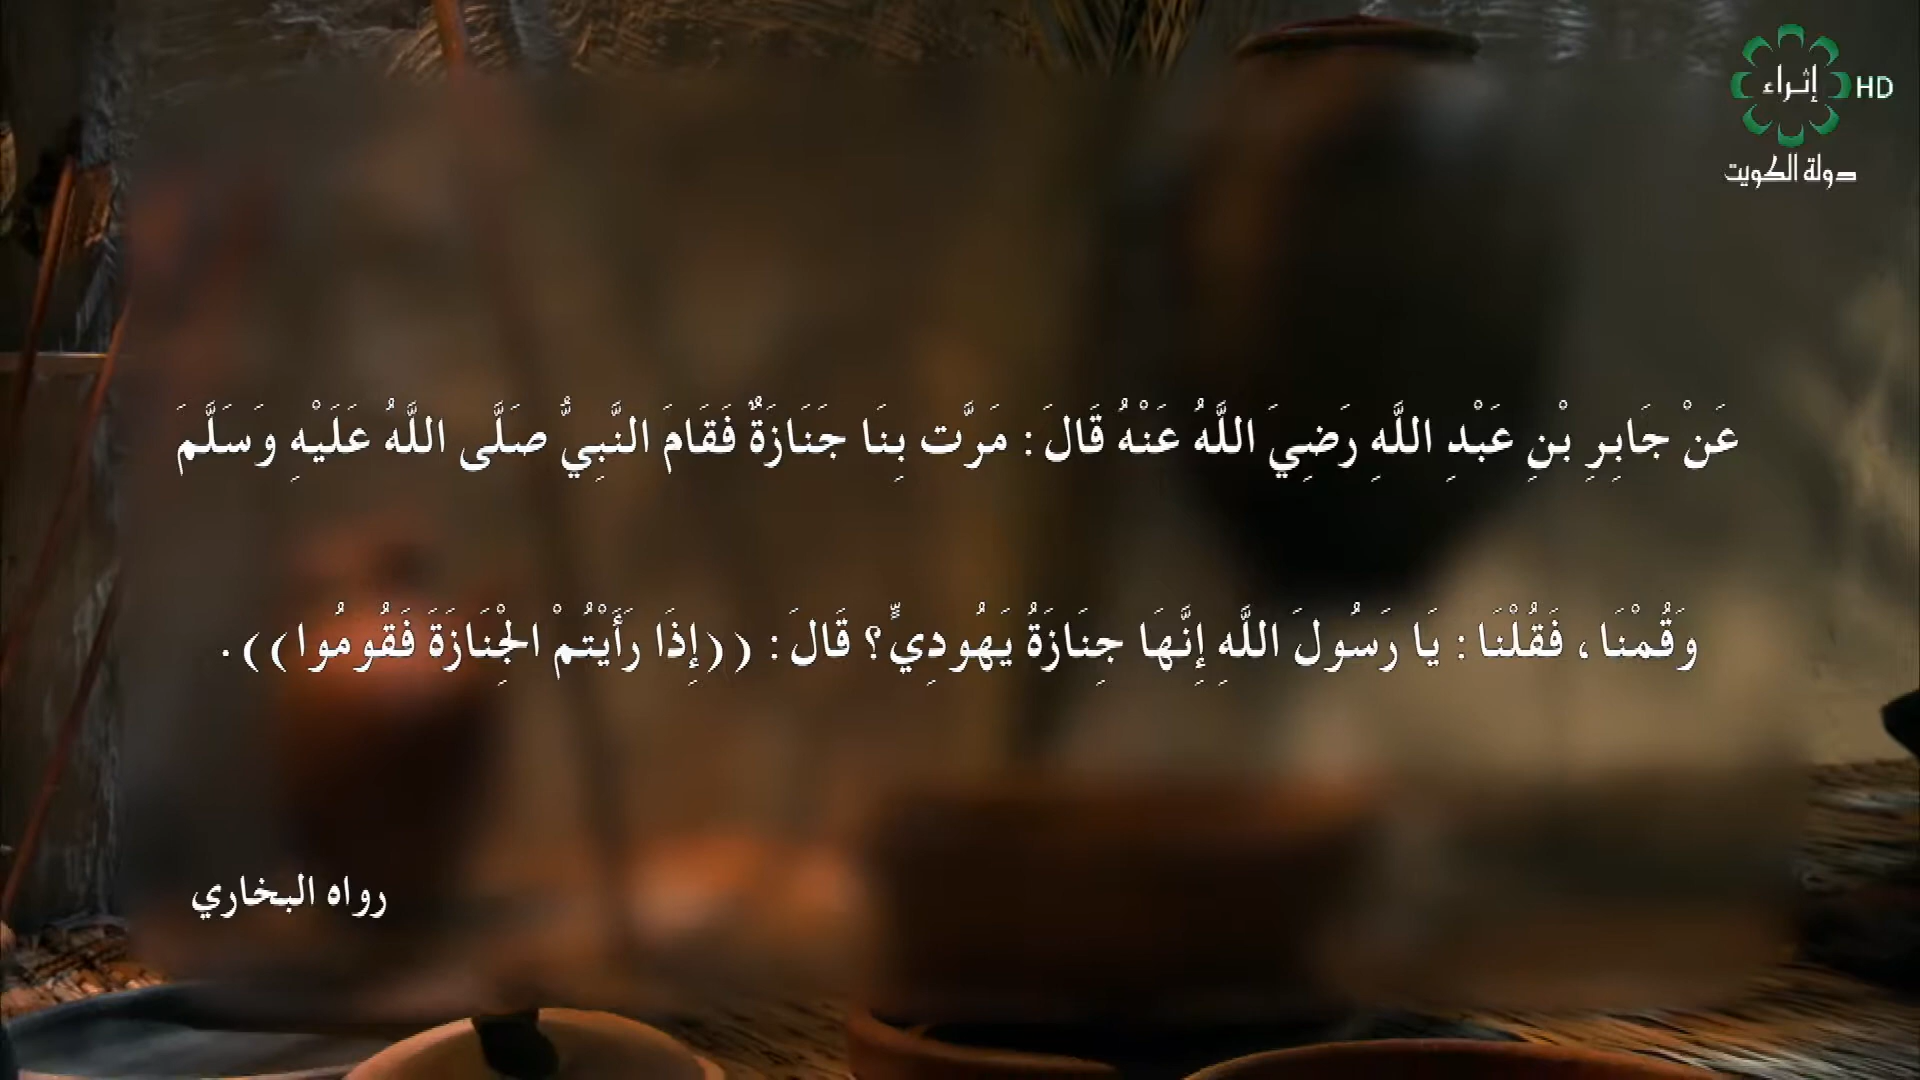 إثراء HD
دولة الكويت
عَنْ جَابِرِ بْنِ عَبْدِ اللَّهِ رَضِيَ اللَّهُ عَنْهُ قَالَ : مَرَّت بِنَا جَنَازَةٌ فَقَامَ النَّبِيُّ صَلَّى اللَّهُ عَلَيْهِ وَسَلَّمَ
وَقُمْنَا ، فَقُلْنَا : يَا رَسُولَ اللَّهِ إِنَّهَا جِنَازَةُ يَهُودِيٍّ ؟ قَالَ : ((إِذَا رَأَيْتُمْ الْجِنَازَةَ فَقُومُوا)) .
رواه البخاري